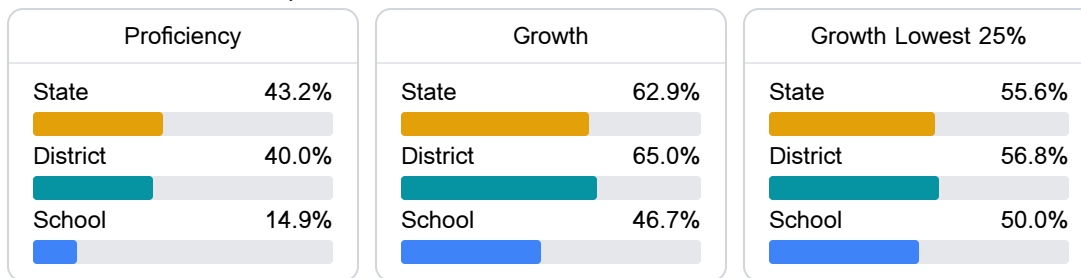 Proficiency
State 43.2%
District 40.0%
School 14.9%
Growth
State 62.9%
District 65.0%
School 46.7%
Growth Lowest 25%
State 55.6%
District 56.8%
School 50.0%